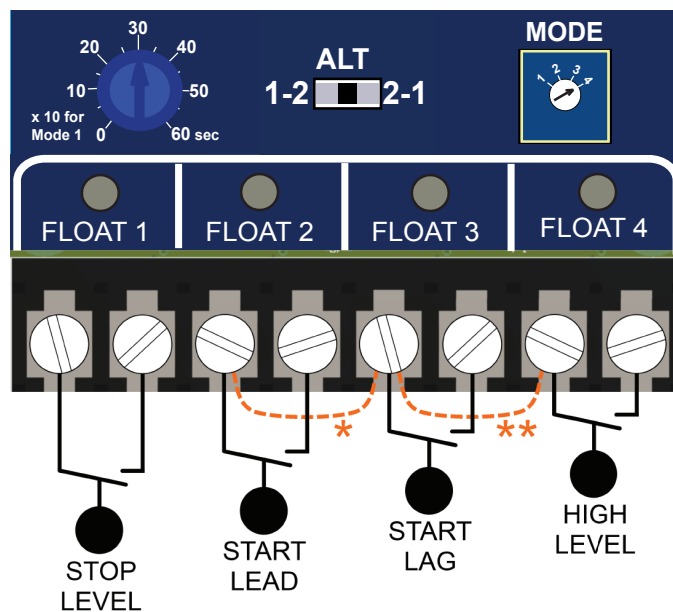 30
20
40
10
50
x 10 for
Mode 1
0
60 sec
ALT
1-2
2-1
MODE
1
2
3
4
FLOAT 1
FLOAT 2
FLOAT 3
FLOAT 4
*
**
STOP
LEVEL
START
LEAD
START
LAG
HIGH
LEVEL